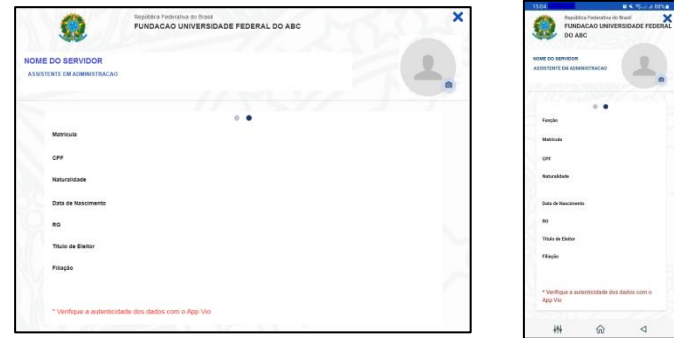 República Federativa do Brasil
FUNDACAO UNIVERSIDADE FEDERAL DO ABC
NOME DO SERVIDOR
ASSISTENTE EM ADMINISTRACAO
Matrícula
CPF
Naturalidade
Data de Nascimento
RG
Título de Eleitor
Filiação
* Verifique a autenticidade dos dados com o App Vio
15:04
89%
República Federativa do Brasil
FUNDACAO UNIVERSIDADE FEDERAL
DO ABC
NOME DO SERVIDOR
ASSISTENTE EM ADMINISTRACAO
Função
Matrícula
CPF
Naturalidade
Data de Nascimento
RG
Título de Eleitor
Filiação
* Verifique a autenticidade dos dados com o
App Vio